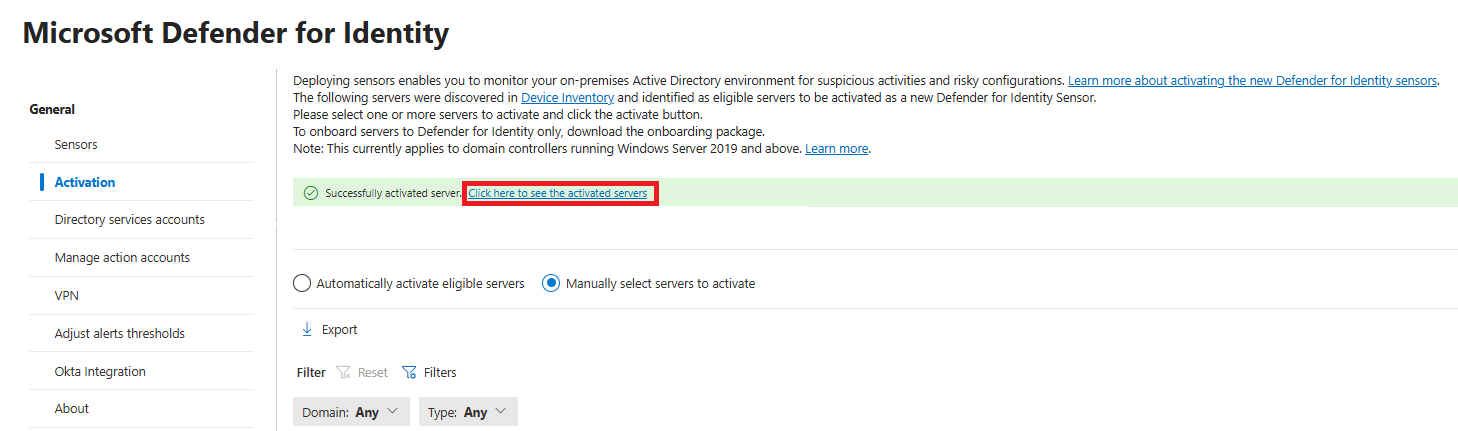 Microsoft Defender for Identity
General
Sensors
Activation
Directory services accounts
Manage action accounts
VPN
Adjust alerts thresholds
Okta Integration
About
Deploying sensors enables you to monitor your on-premises Active Directory environment for suspicious activities and risky configurations. Learn more about activating the new Defender for Identity sensors.
The following servers were discovered in Device Inventory and identified as eligible servers to be activated as a new Defender for Identity Sensor.
Please select one or more servers to activate and click the activate button.
To onboard servers to Defender for Identity only, download the onboarding package.
Note: This currently applies to domain controllers running Windows Server 2019 and above. Learn more.
Successfully activated server. Click here to see the activated servers
Automatically activate eligible servers Manually select servers to activate
Export
Filter Reset Filters
Domain: Any Type: Any